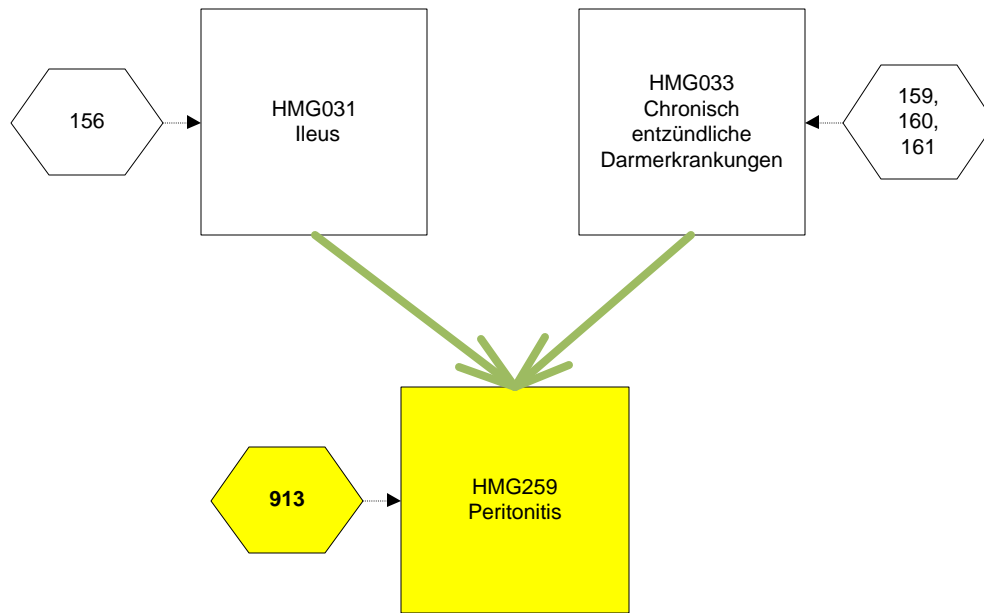 156
HMG031
Ileus
HMG033
Chronisch
entzündliche
Darmerkrankungen
159,
160,
161
913
HMG259
Peritonitis